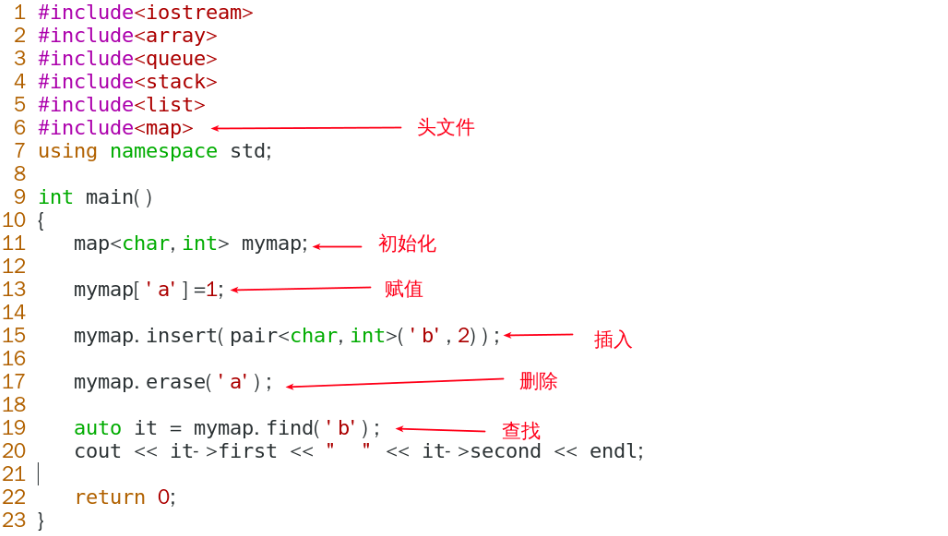 1 #include<iostream>
2 #include<array>
3 #include<queue>
4 #include<stack>
5 #include<list>
6 #include<map> 头文件
7 using namespace std;
8
9 int main()
10 {
11 map<char,int> mymap; 初始化
12
13 mymap['a']=1; 赋值
14
15 mymap.insert(pair<char,int>('b',2)); 插入
16
17 mymap.erase('a'); 删除
18
19 auto it = mymap.find('b'); 查找
20 cout << it->first << "  " << it->second << endl;
21
22 return 0;
23 }